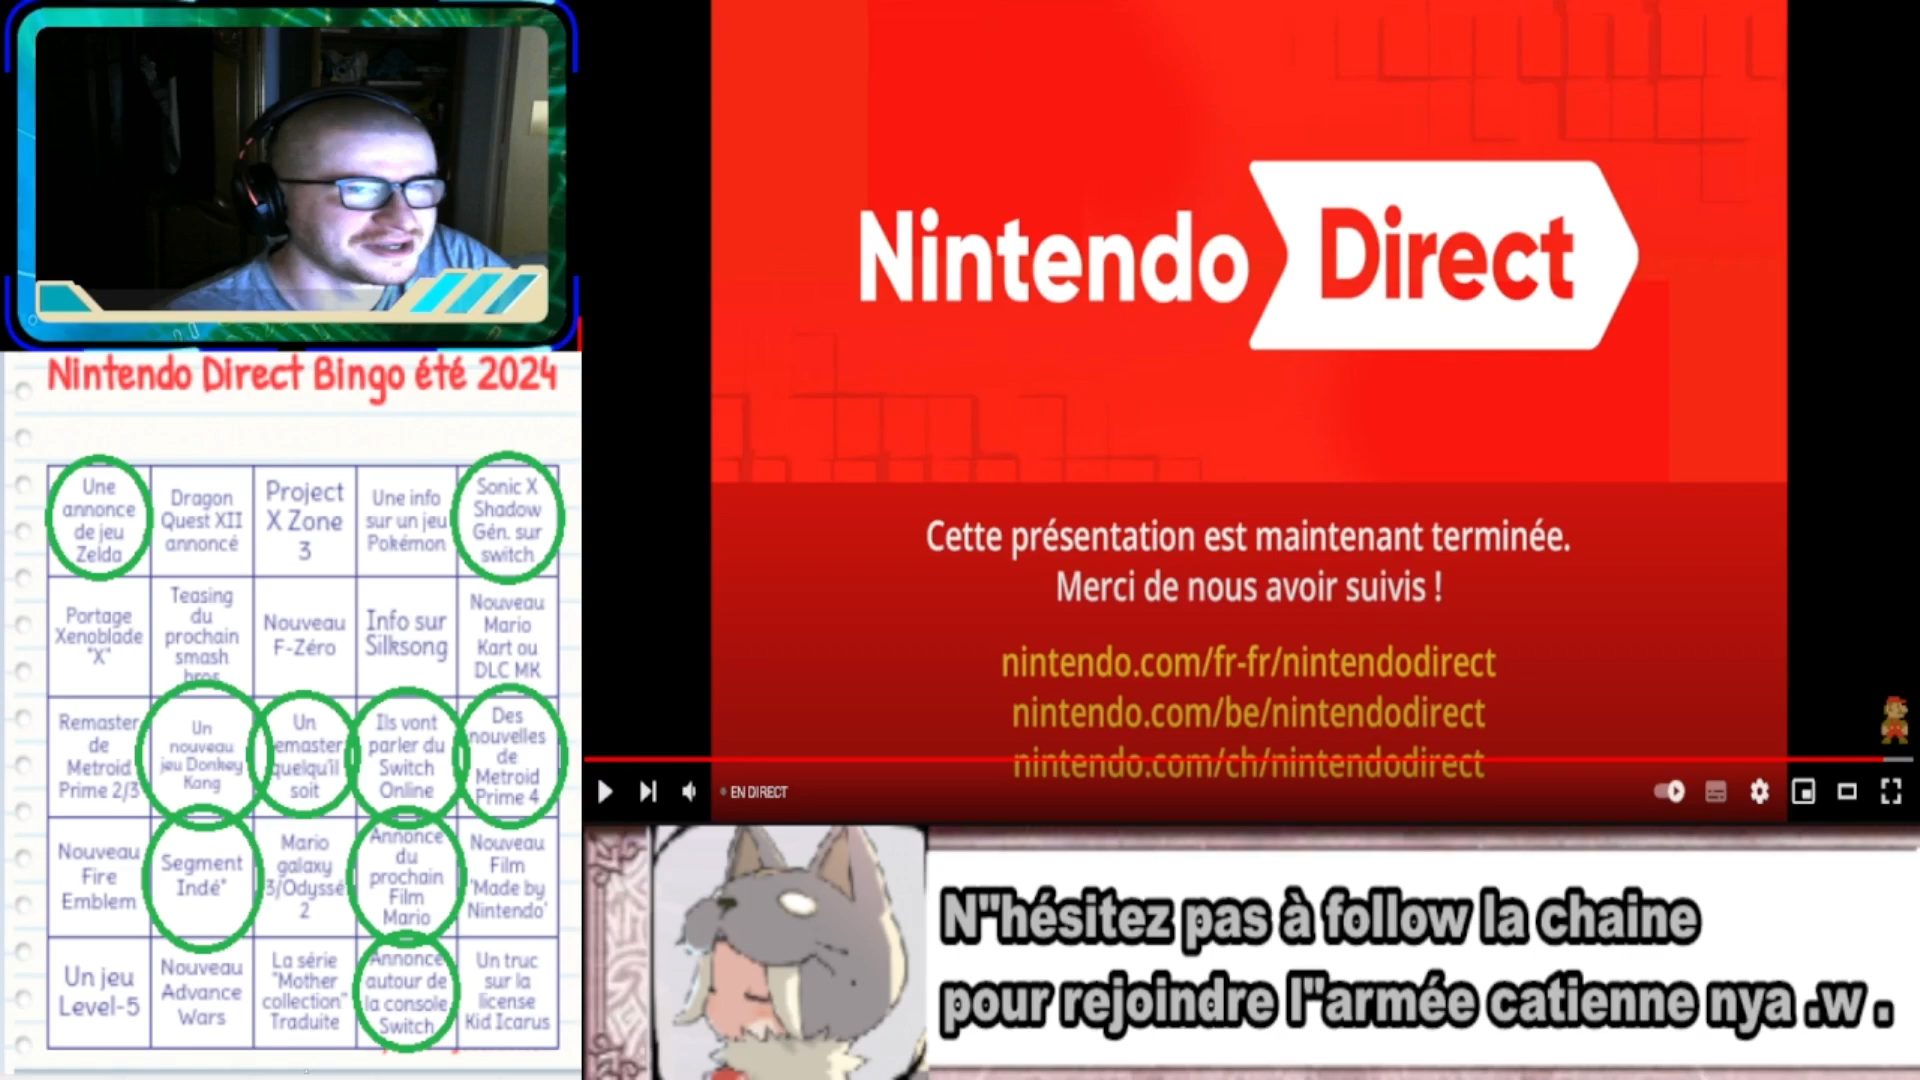 Nintendo Direct
Cette présentation est maintenant terminée.
Merci de nous avoir suivis !
nintendo.com/fr-fr/nintendodirect
nintendo.com/be/nintendodirect
nintendo.com/ch/nintendodirect
EN DIRECT
Nintendo Direct Bingo été 2024
Une
annonce
de jeu
Zelda
Dragon
Quest XII
annoncé
Project
X Zone
3
Une info
sur un jeu
Pokémon
Sonic X
Shadow
Gén. sur
switch
Portage
Xenoblade
"X"
Teasing
du
prochain
smash
bros
Nouveau
F-Zéro
Info sur
Silksong
Nouveau
Mario
Kart ou
DLC MK
Remaster
de
Metroid
Prime 2/3
Un
nouveau
jeu Donkey
Kong
Un
emaster
quelqu'il
soit
Ils vont
parler du
Switch
Online
Des
nouvelles
de
Metroid
Prime 4
Nouveau
Fire
Emblem
Segment
Indé"
Mario
galaxy
3/Odyssé
2
Annonce
du
prochain
Film
Mario
Nouveau
Film
'Made by
Nintendo'
Un jeu
Level-5
Nouveau
Advance
Wars
La série
"Mother
collection"
Traduite
Annonce
autour de
la console
Switch
Un truc
sur la
license
Kid Icarus
N"hésitez pas à follow la chaine
pour rejoindre l"armée catienne nya .w .